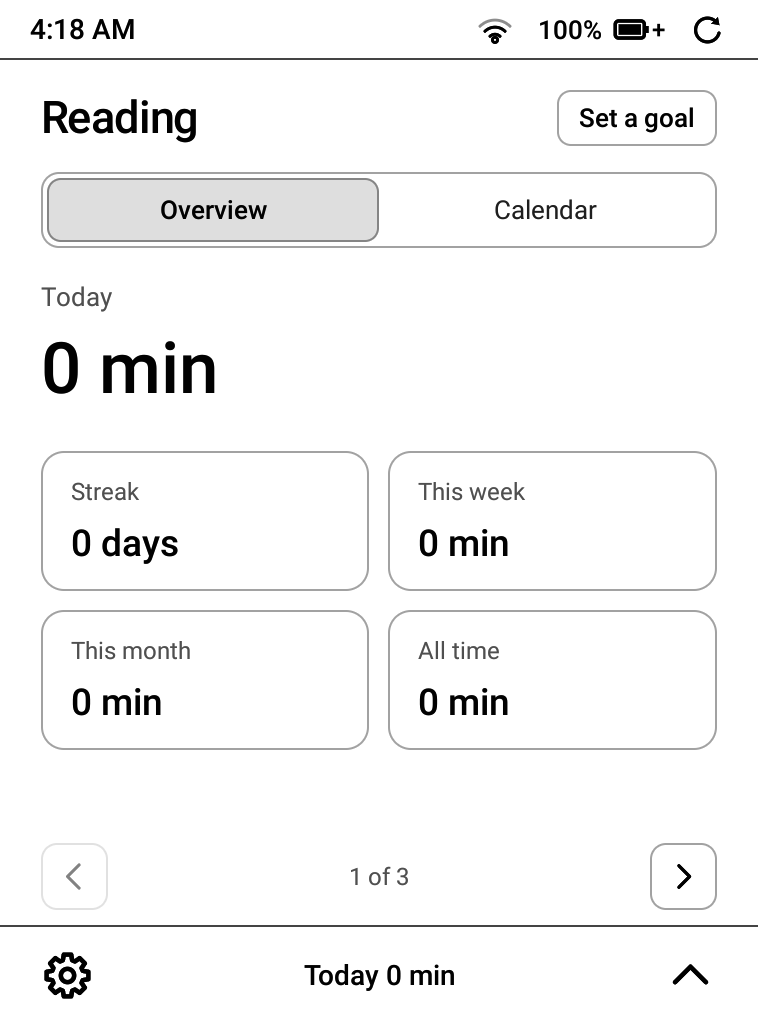 4:18 AM 100%
Reading
Set a goal
Overview Calendar
Today
0 min
Streak
0 days
This week
0 min
This month
0 min
All time
0 min
1 of 3
Today 0 min